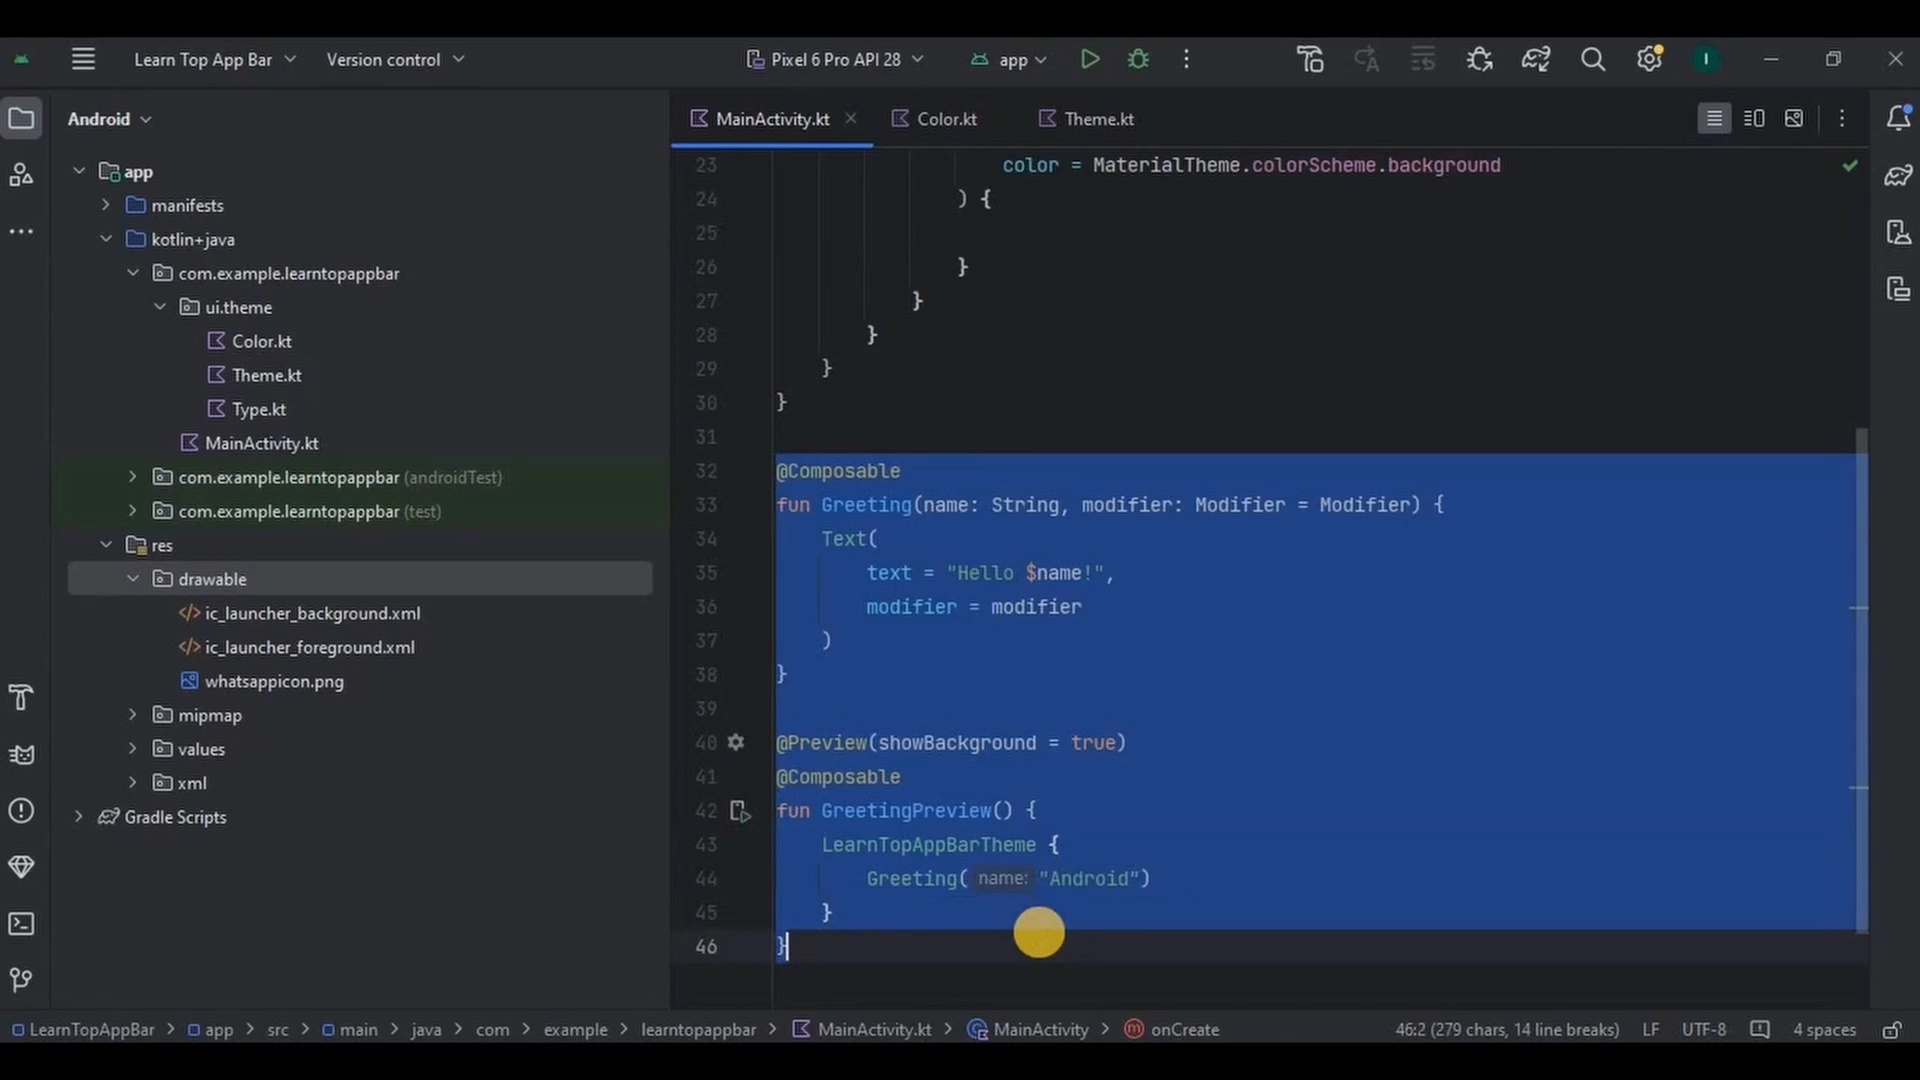 Learn Top App Bar
Version control
Pixel 6 Pro API 28
app
I
Android
MainActivity.kt
Color.kt
Theme.kt
app
manifests
kotlin+java
com.example.learntopappbar
ui.theme
Color.kt
Theme.kt
Type.kt
MainActivity.kt
com.example.learntopappbar (androidTest)
com.example.learntopappbar (test)
res
drawable
ic_launcher_background.xml
ic_launcher_foreground.xml
whatsappicon.png
mipmap
values
xml
Gradle Scripts
23 color = MaterialTheme.colorScheme.background
24 ) {
25
26 }
27 }
28 }
29 }
30 }
31
32 @Composable
33 fun Greeting(name: String, modifier: Modifier = Modifier) {
34 Text(
35 text = "Hello $name!",
36 modifier = modifier
37 )
38 }
39
40 @Preview(showBackground = true)
41 @Composable
42 fun GreetingPreview() {
43 LearnTopAppBarTheme {
44 Greeting( name: "Android")
45 }
46 }
LearnTopAppBar > app > src > main > java > com > example > learntopappbar > MainActivity.kt > MainActivity > onCreate
46:2 (279 chars, 14 line breaks) LF UTF-8 4 spaces